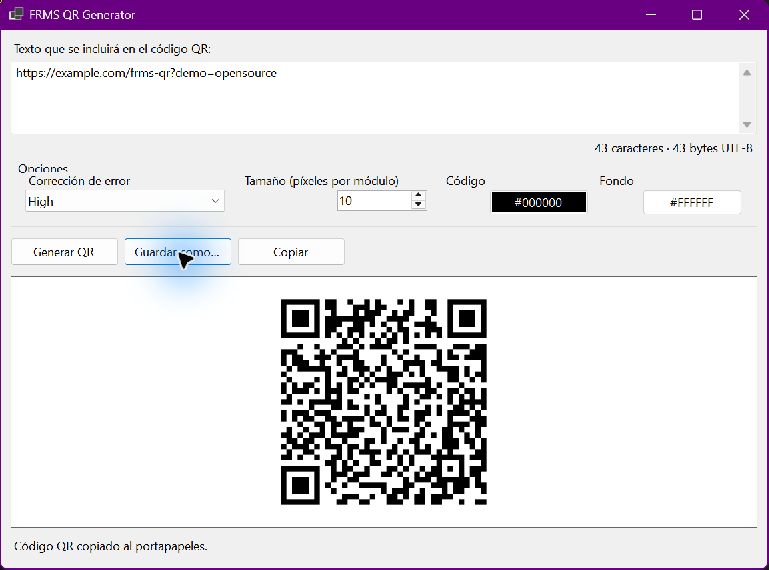 FRMS QR Generator
Texto que se incluirá en el código QR:
https://example.com/frms-qr?demo=opensource
43 caracteres · 43 bytes UTF-8
Opciones
Corrección de error
Tamaño (píxeles por módulo)
Código
Fondo
High
10
#000000
#FFFFFF
Generar QR
Guardar como...
Copiar
Código QR copiado al portapapeles.